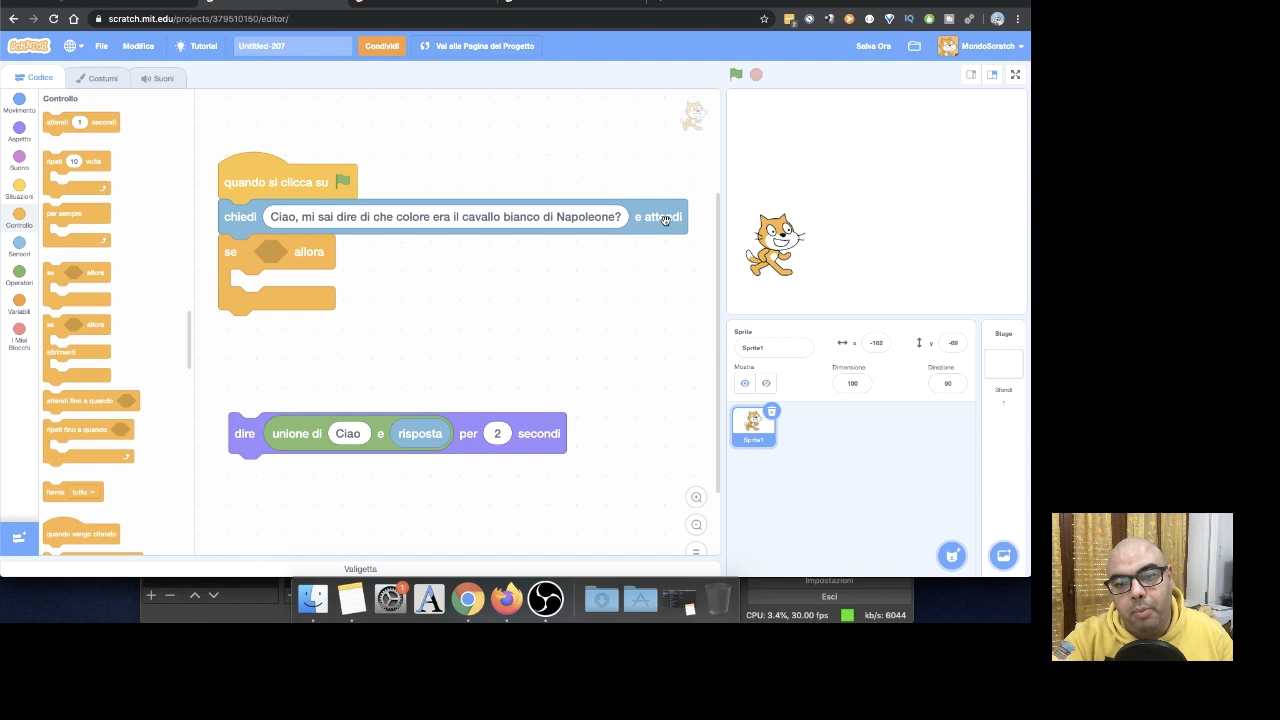 scratch.mit.edu/projects/379510150/editor/
SCRATCH File Modifica Tutorial Untitled-207 Condividi Vai alla Pagina del Progetto Salva Ora MondoScratch
Codice Costumi Suoni
Movimento
Aspetto
Suono
Situazioni
Controllo
Sensori
Operatori
Variabili
I Miei
Blocchi
Controllo
attendi 1 secondi
ripeti 10 volte
per sempre
se allora
se allora
altrimenti
attendi fino a quando
ripeti fino a quando
ferma tutto
quando vengo clonato
quando si clicca su
chiedi Ciao, mi sai dire di che colore era il cavallo bianco di Napoleone? e attendi
se allora
dire unione di Ciao e risposta per 2 secondi
Valigetta
Sprite
Sprite1
x -162
y -69
Mostra
Dimensione
100
Direzione
90
Sprite1
Stage
Sfondi
1
Impostazioni
Esci
CPU: 3.4%, 30.00 fps kb/s: 6044